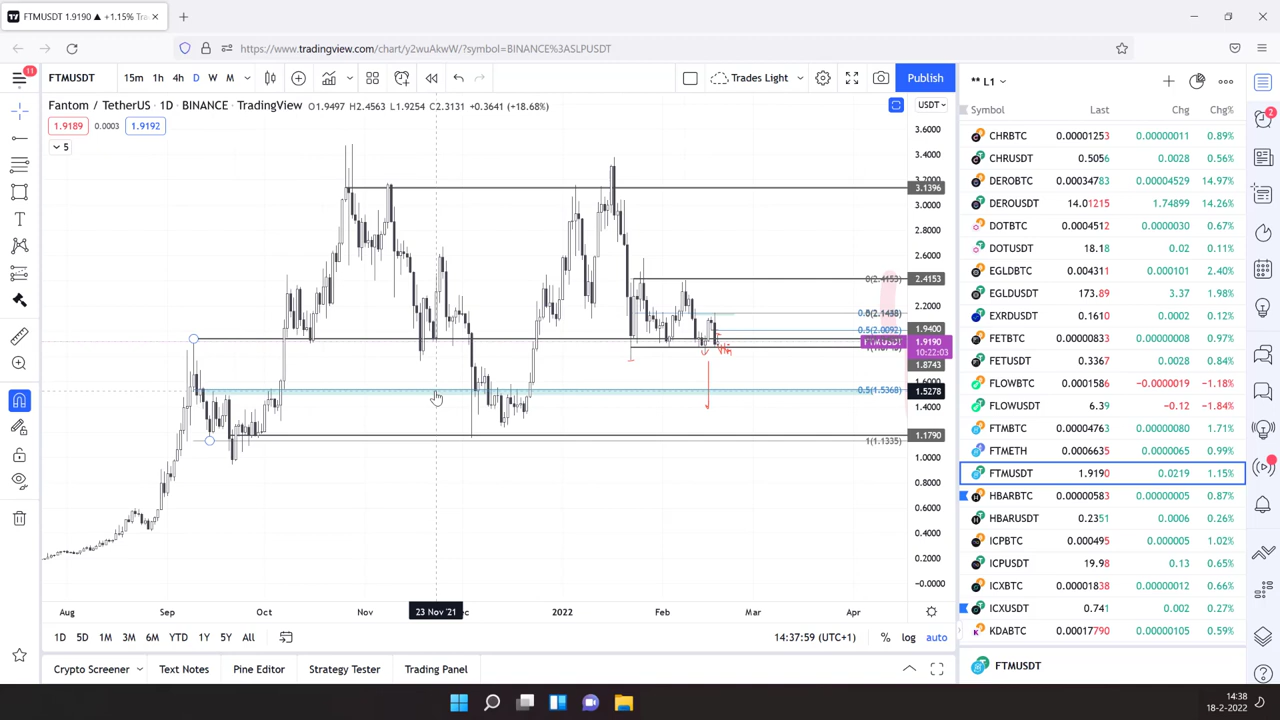 FTMUSDT 1.9190 ▲ +1.15% Tra
https://www.tradingview.com/chart/y2wuAkwW/?symbol=BINANCE%3ASLPUSDT
11
FTMUSDT 15m 1h 4h D W M Trades Light Publish
Fantom / TetherUS · 1D · BINANCE · TradingView O1.9497 H2.4563 L1.9254 C2.3131 +0.3641 (+18.68%)
1.9189 0.0003 1.9192
5
USDT
3.6000
3.4000
3.2000
3.1396
3.0000
2.8000
2.6000
0(2.4153) 2.4153
2.2000
0(2.1438)
0.5(2.0092) 1.9400
FTMUSDT 1.9190
10:22:03
1.8743
1.6000
0.5(1.5368) 1.5278
1.4000
1.1790
1(1.1335)
1.0000
0.8000
0.6000
0.4000
0.2000
−0.0000
Aug Sep Oct Nov 23 Nov '21 2022 Feb Mar Apr
1D 5D 1M 3M 6M YTD 1Y 5Y All 14:37:59 (UTC+1) % log auto
Crypto Screener Text Notes Pine Editor Strategy Tester Trading Panel
** L1
Symbol Last Chg Chg%
CHRBTC 0.00001253 0.00000011 0.89%
CHRUSDT 0.5056 0.0028 0.56%
DEROBTC 0.00034783 0.00004529 14.97%
DEROUSDT 14.01215 1.74899 14.26%
DOTBTC 0.0004512 0.0000030 0.67%
DOTUSDT 18.18 0.02 0.11%
EGLDBTC 0.004311 0.000101 2.40%
EGLDUSDT 173.89 3.37 1.98%
EXRDUSDT 0.1061 0.0002 0.16%
FETBTC 0.00000833 0.00000008 0.97%
FETUSDT 0.3367 0.0028 0.84%
FLOWBTC 0.0001586 −0.0000019 −1.18%
FLOWUSDT 6.39 −0.12 −1.84%
FTMBTC 0.00004763 0.00000080 1.71%
FTMETH 0.0006635 0.0000065 0.99%
FTMUSDT 1.9190 0.0219 1.15%
HBARBTC 0.00000583 0.00000005 0.87%
HBARUSDT 0.2351 0.0006 0.26%
ICPBTC 0.000495 0.000005 1.02%
ICPUSDT 19.98 0.13 0.65%
ICXBTC 0.00001838 0.00000012 0.66%
ICXUSDT 0.741 0.002 0.27%
KDABTC 0.00017790 0.00000105 0.59%
FTMUSDT
2
14:38
18-2-2022